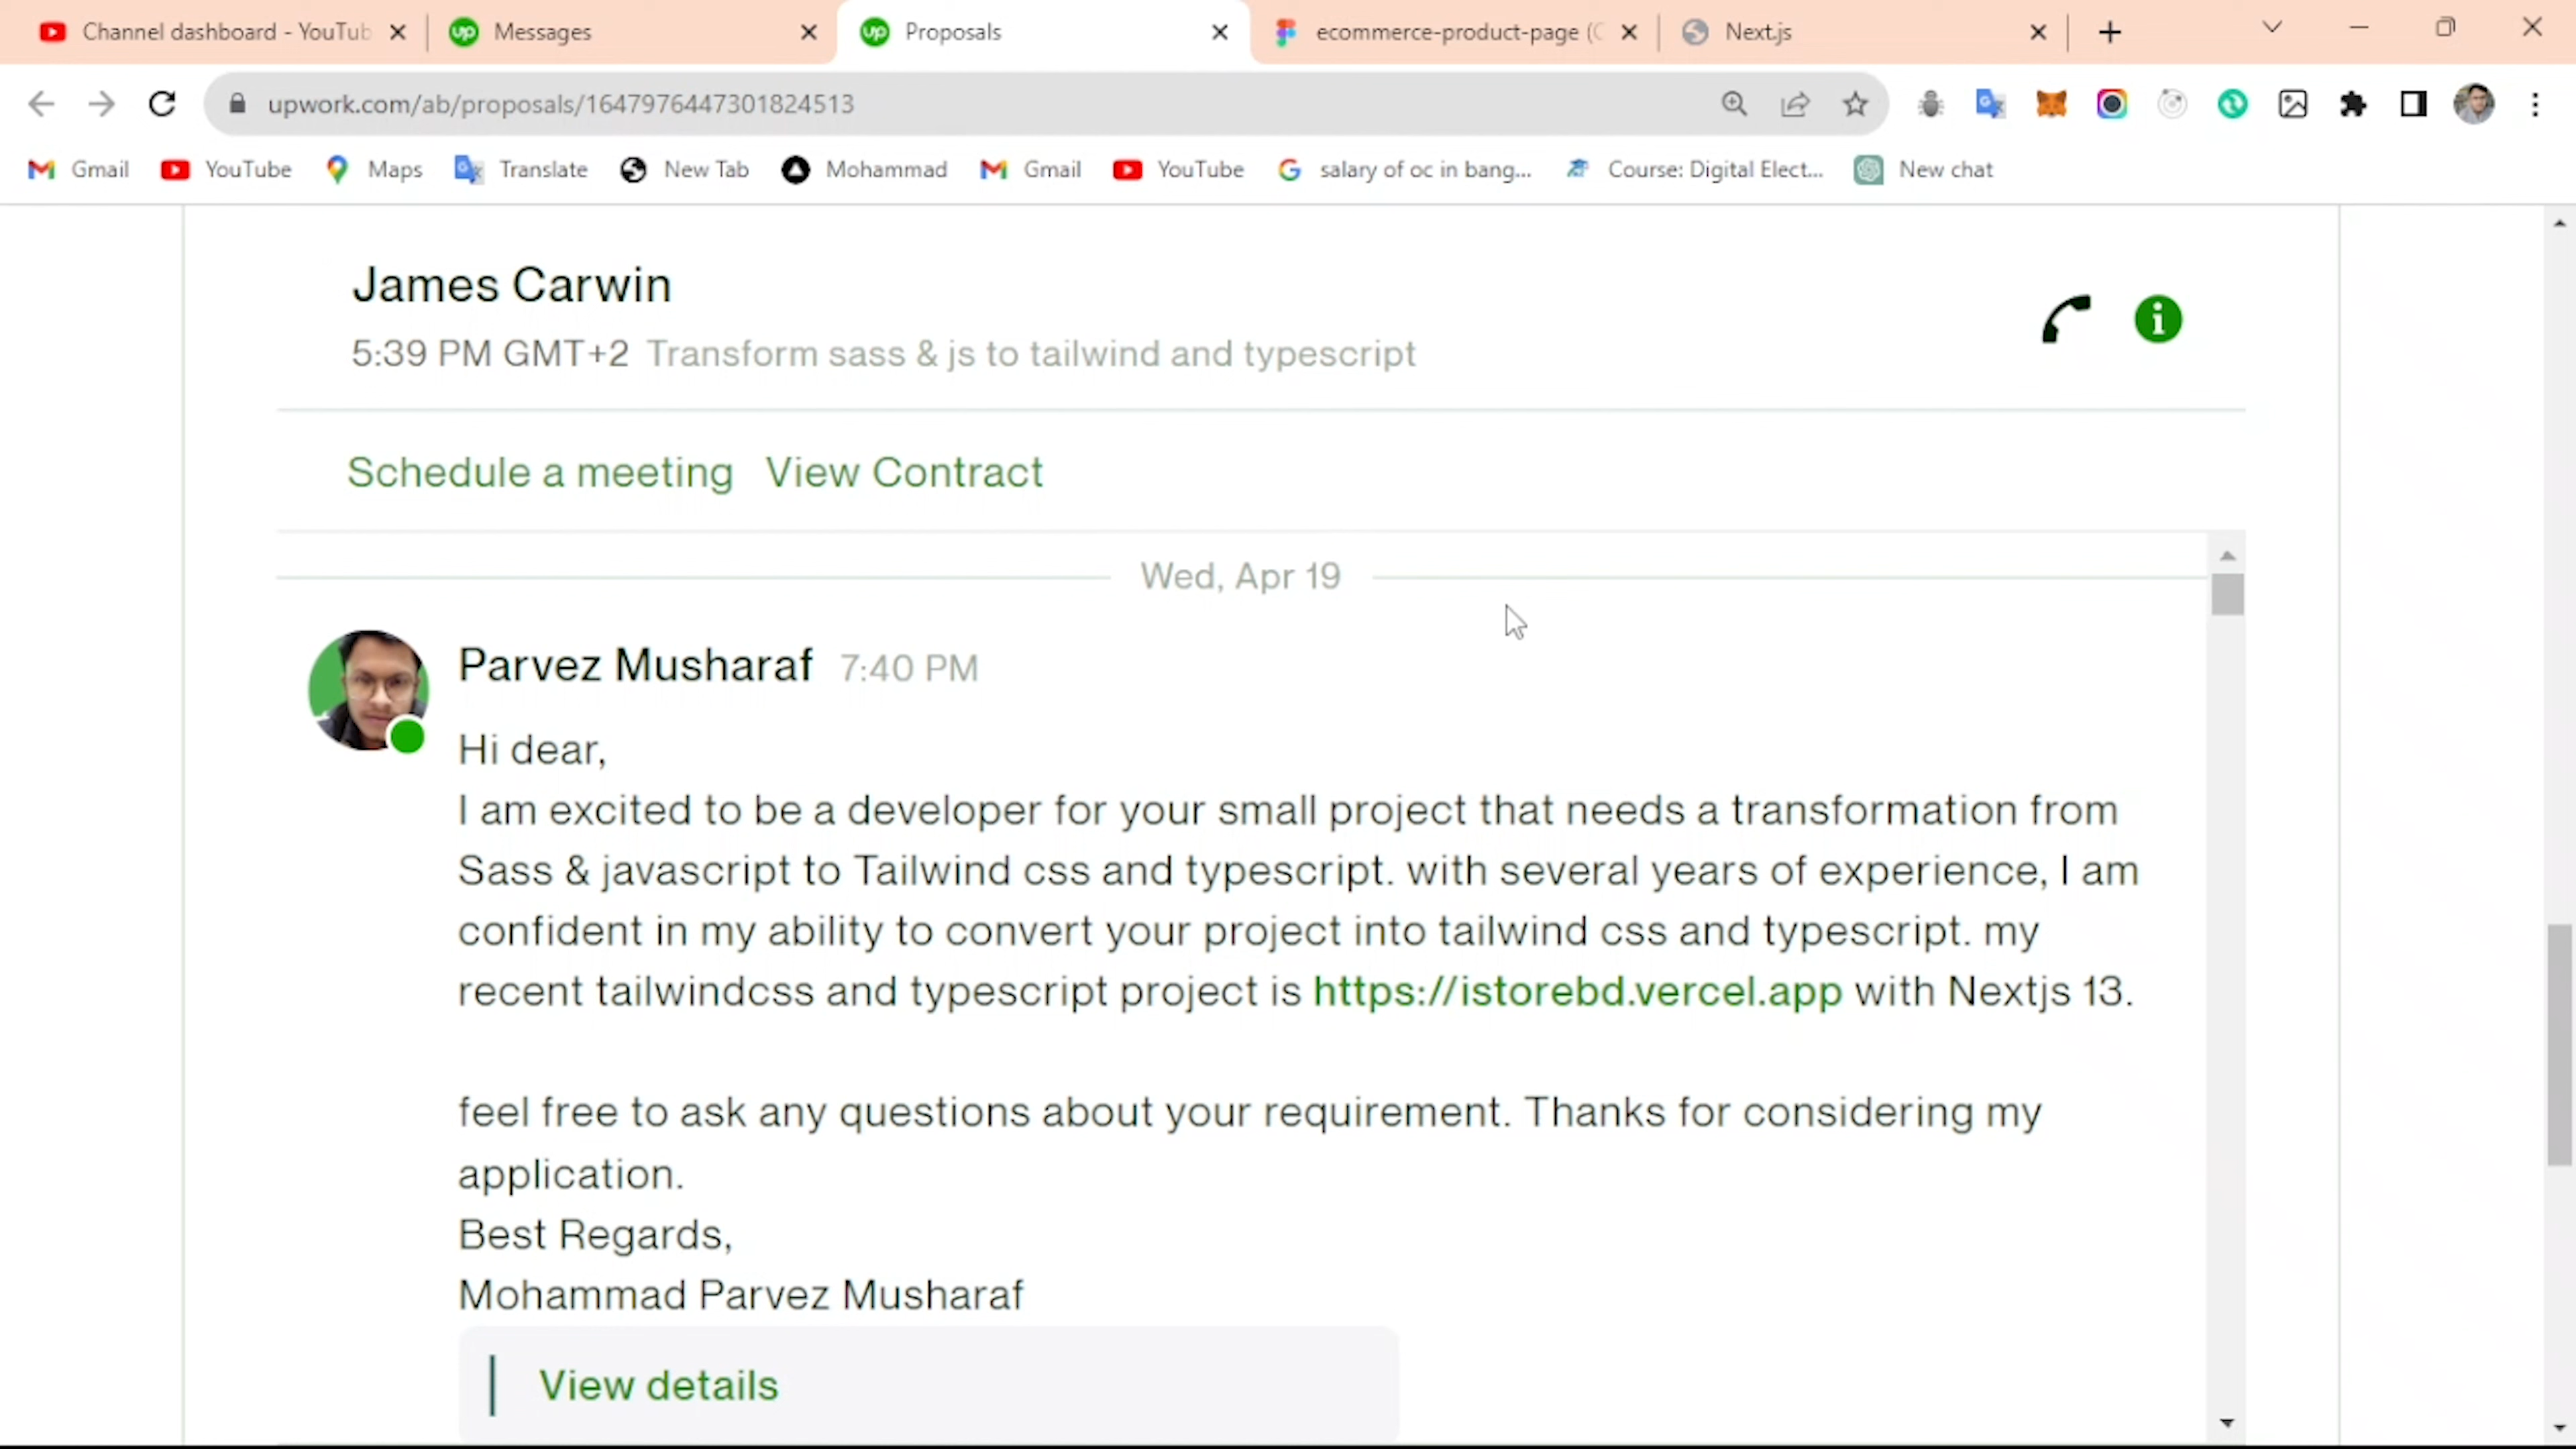 Channel dashboard - YouTub
Messages
Proposals
ecommerce-product-page (C
Next.js
upwork.com/ab/proposals/1647976447301824513
Gmail
YouTube
Maps
Translate
New Tab
Mohammad
Gmail
YouTube
salary of oc in bang...
Course: Digital Elect...
New chat
James Carwin
5:39 PM GMT+2 Transform sass & js to tailwind and typescript
Schedule a meeting View Contract
Wed, Apr 19
Parvez Musharaf 7:40 PM
Hi dear,
I am excited to be a developer for your small project that needs a transformation from
Sass & javascript to Tailwind css and typescript. with several years of experience, I am
confident in my ability to convert your project into tailwind css and typescript. my
recent tailwindcss and typescript project is https://istorebd.vercel.app with Nextjs 13.
feel free to ask any questions about your requirement. Thanks for considering my
application.
Best Regards,
Mohammad Parvez Musharaf
View details